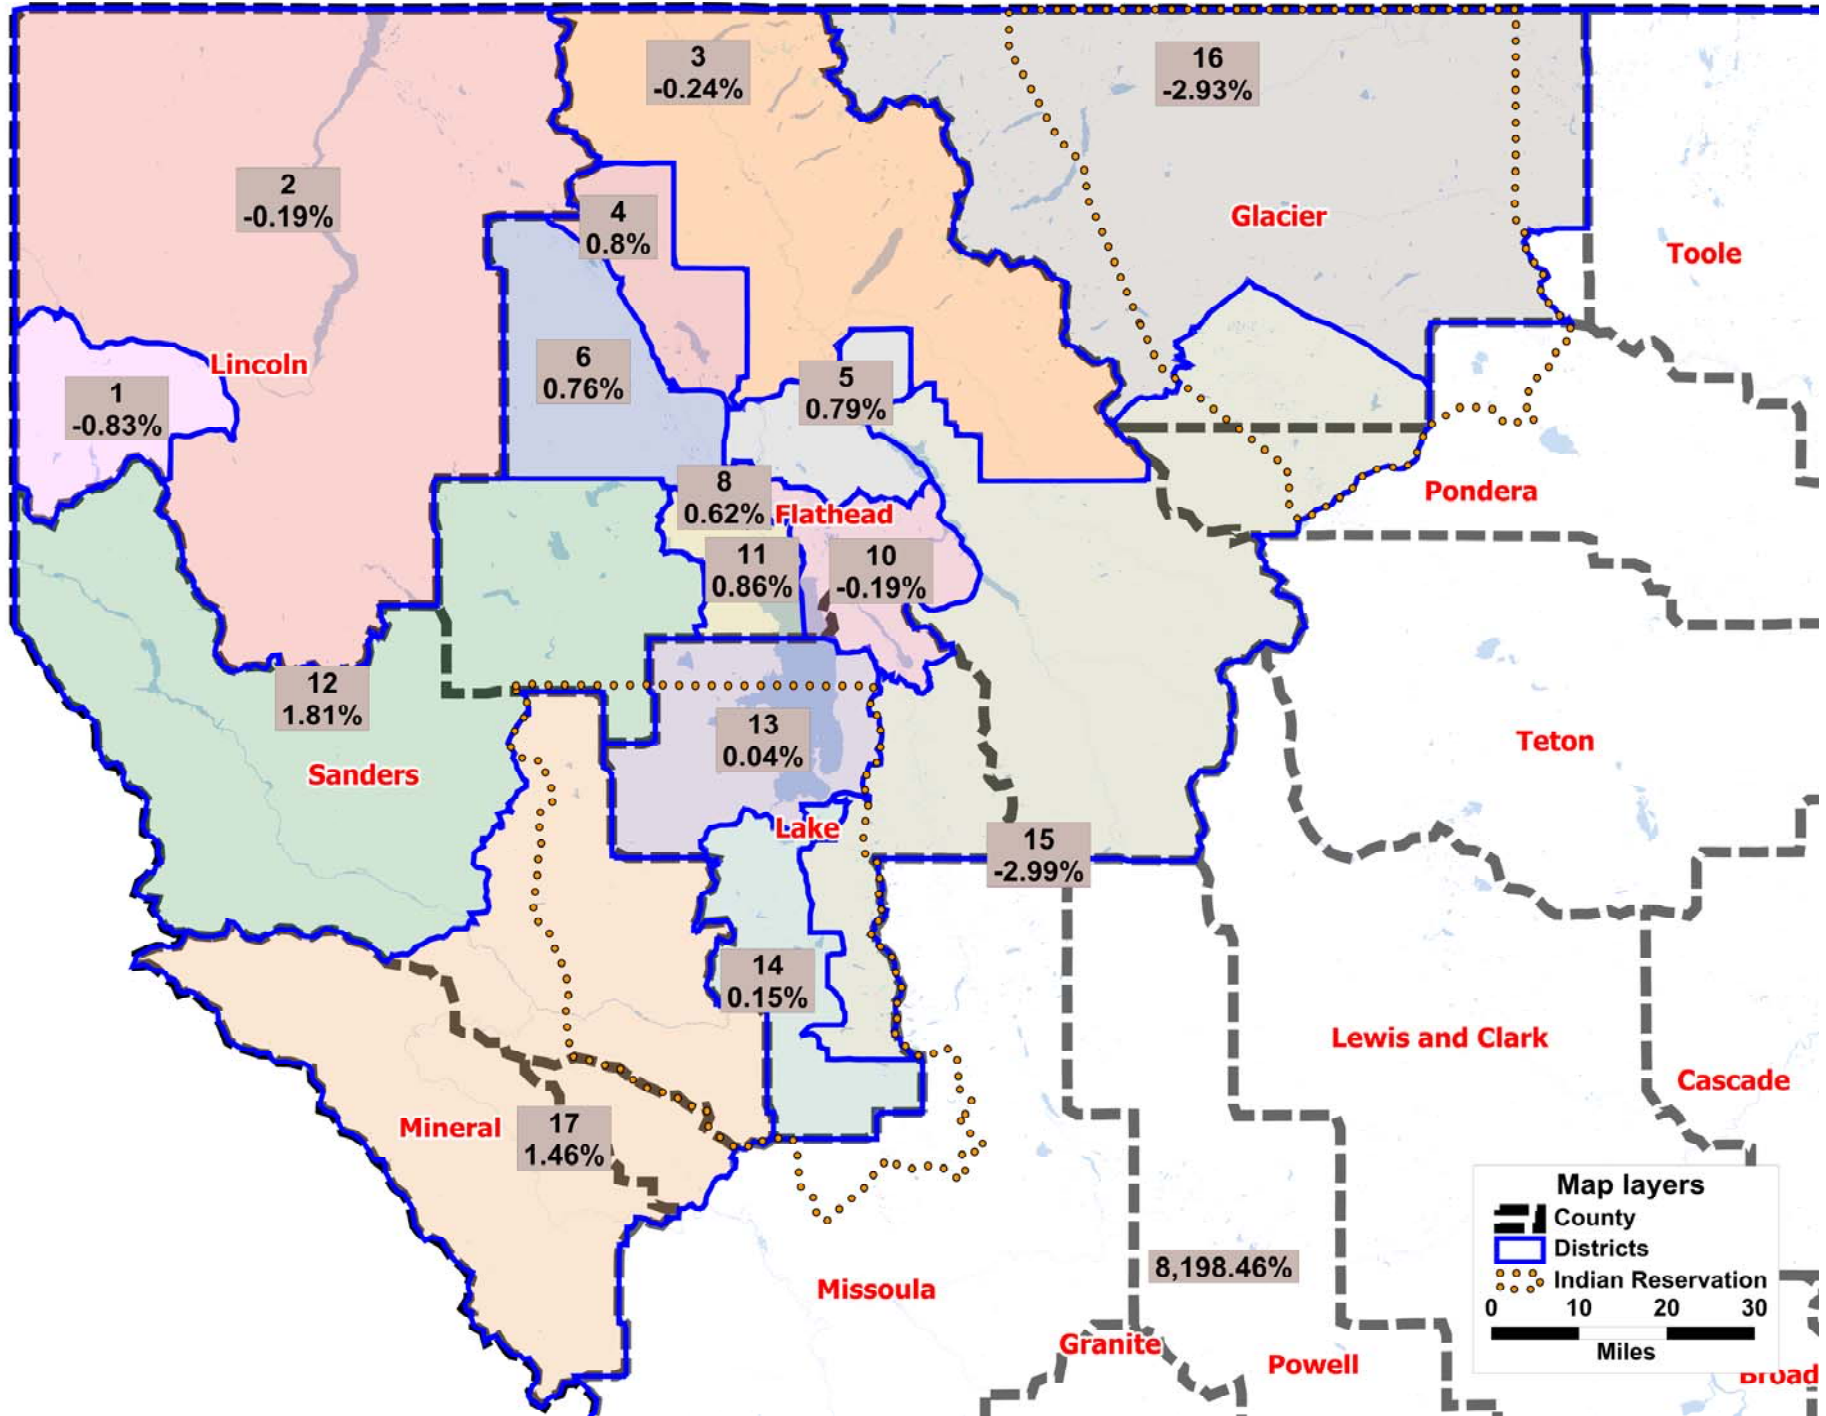 3
-0.24%
16
-2.93%
2
-0.19%
4
0.8%
Glacier
Toole
6
0.76%
Lincoln
5
0.79%
1
-0.83%
8
0.62%
Flathead
Pondera
11
0.86%
10
-0.19%
12
1.81%
13
0.04%
Teton
Sanders
Lake
15
-2.99%
14
0.15%
Lewis and Clark
Cascade
Mineral
17
1.46%
Missoula
8,198.46%
Granite
Powell
Map layers
County
Districts
Indian Reservation
0 10 20 30
Miles
Broad